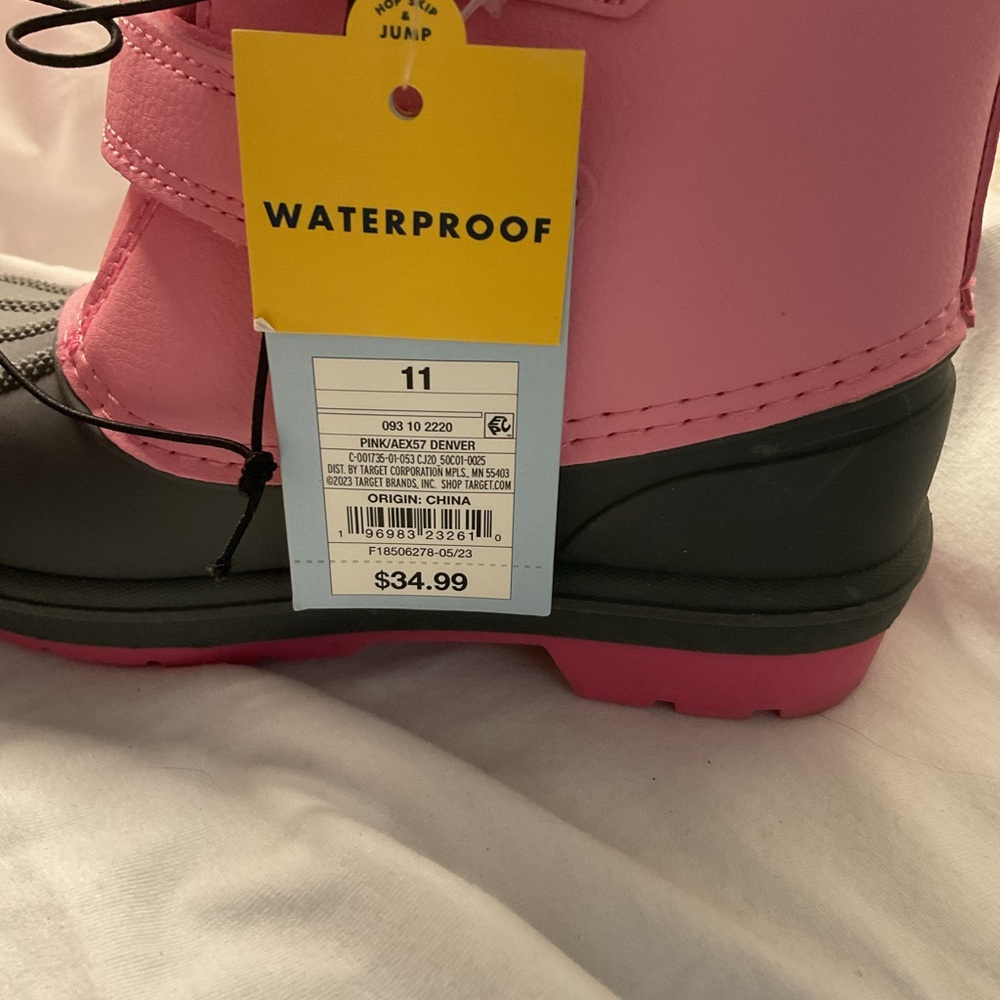 HOP SKIP
&
JUMP
WATERPROOF
11
093 10 2220
PINK/AEX57 DENVER
C-001735-01-053 CJ20_50C01-0025
DIST. BY TARGET CORPORATION MPLS., MN 55403
©2023 TARGET BRANDS, INC. SHOP TARGET.COM
ORIGIN: CHINA
1 96983 23261 0
F18506278-05/23
$34.99